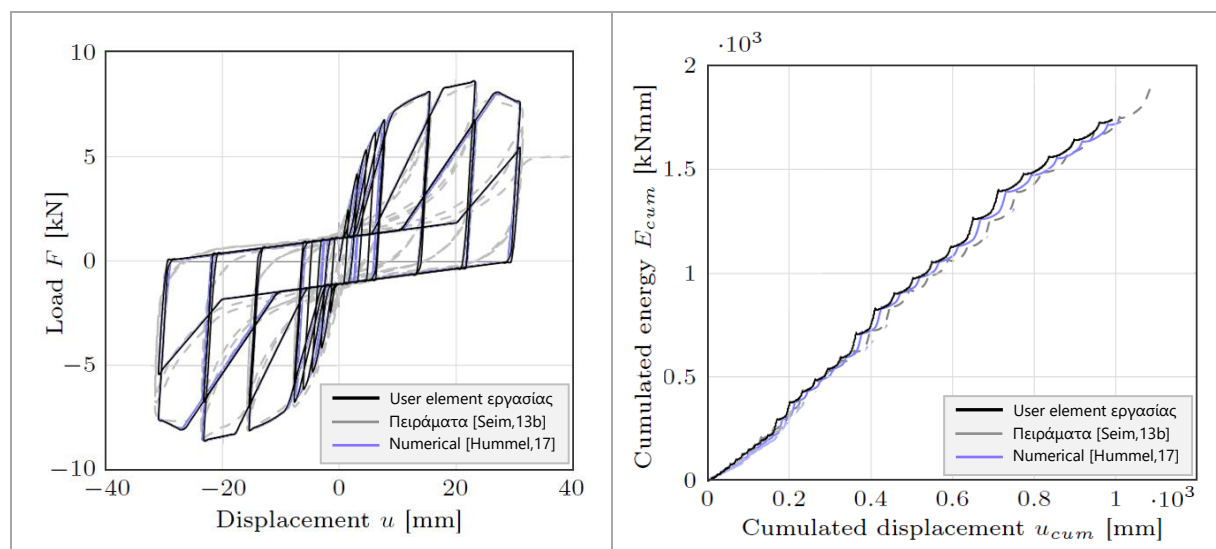 10
5
0
−5
−10
−40
−20
0
20
40
Load F [kN]
Displacement u [mm]
User element εργασίας
Πειράματα [Seim,13b]
Numerical [Hummel,17]
·10³
2
1.5
1
0.5
0
0
0.2
0.4
0.6
0.8
1
·10³
Cumulated energy E_cum [kNmm]
Cumulated displacement u_cum [mm]
User element εργασίας
Πειράματα [Seim,13b]
Numerical [Hummel,17]